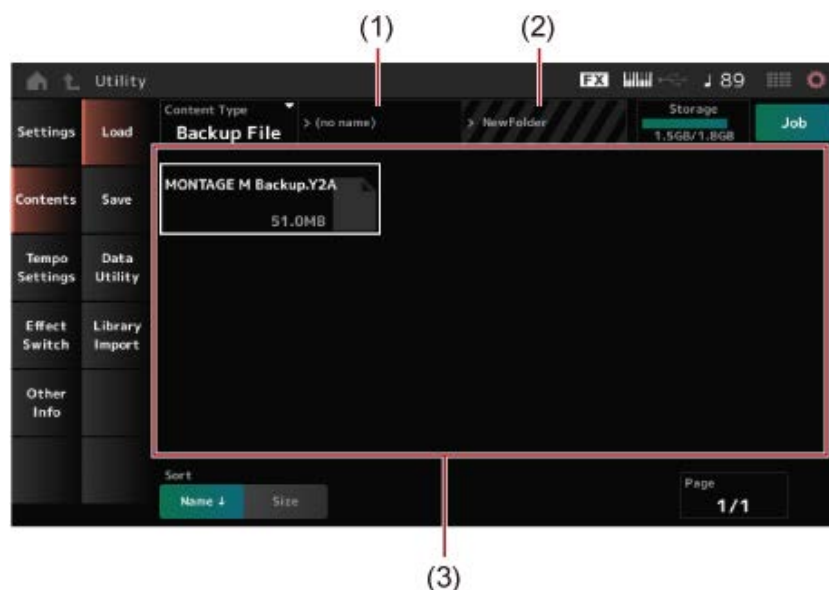 (1) (2)
Utility FX 89
Settings Load Content Type Backup File > (no name) > NewFolder Storage 1.5GB/1.8GB Job
Contents Save MONTAGE M Backup.Y2A
51.0MB
Tempo Settings Data Utility
Effect Switch Library Import
Other Info
Sort Page
Name ↓ Size 1/1
(3)